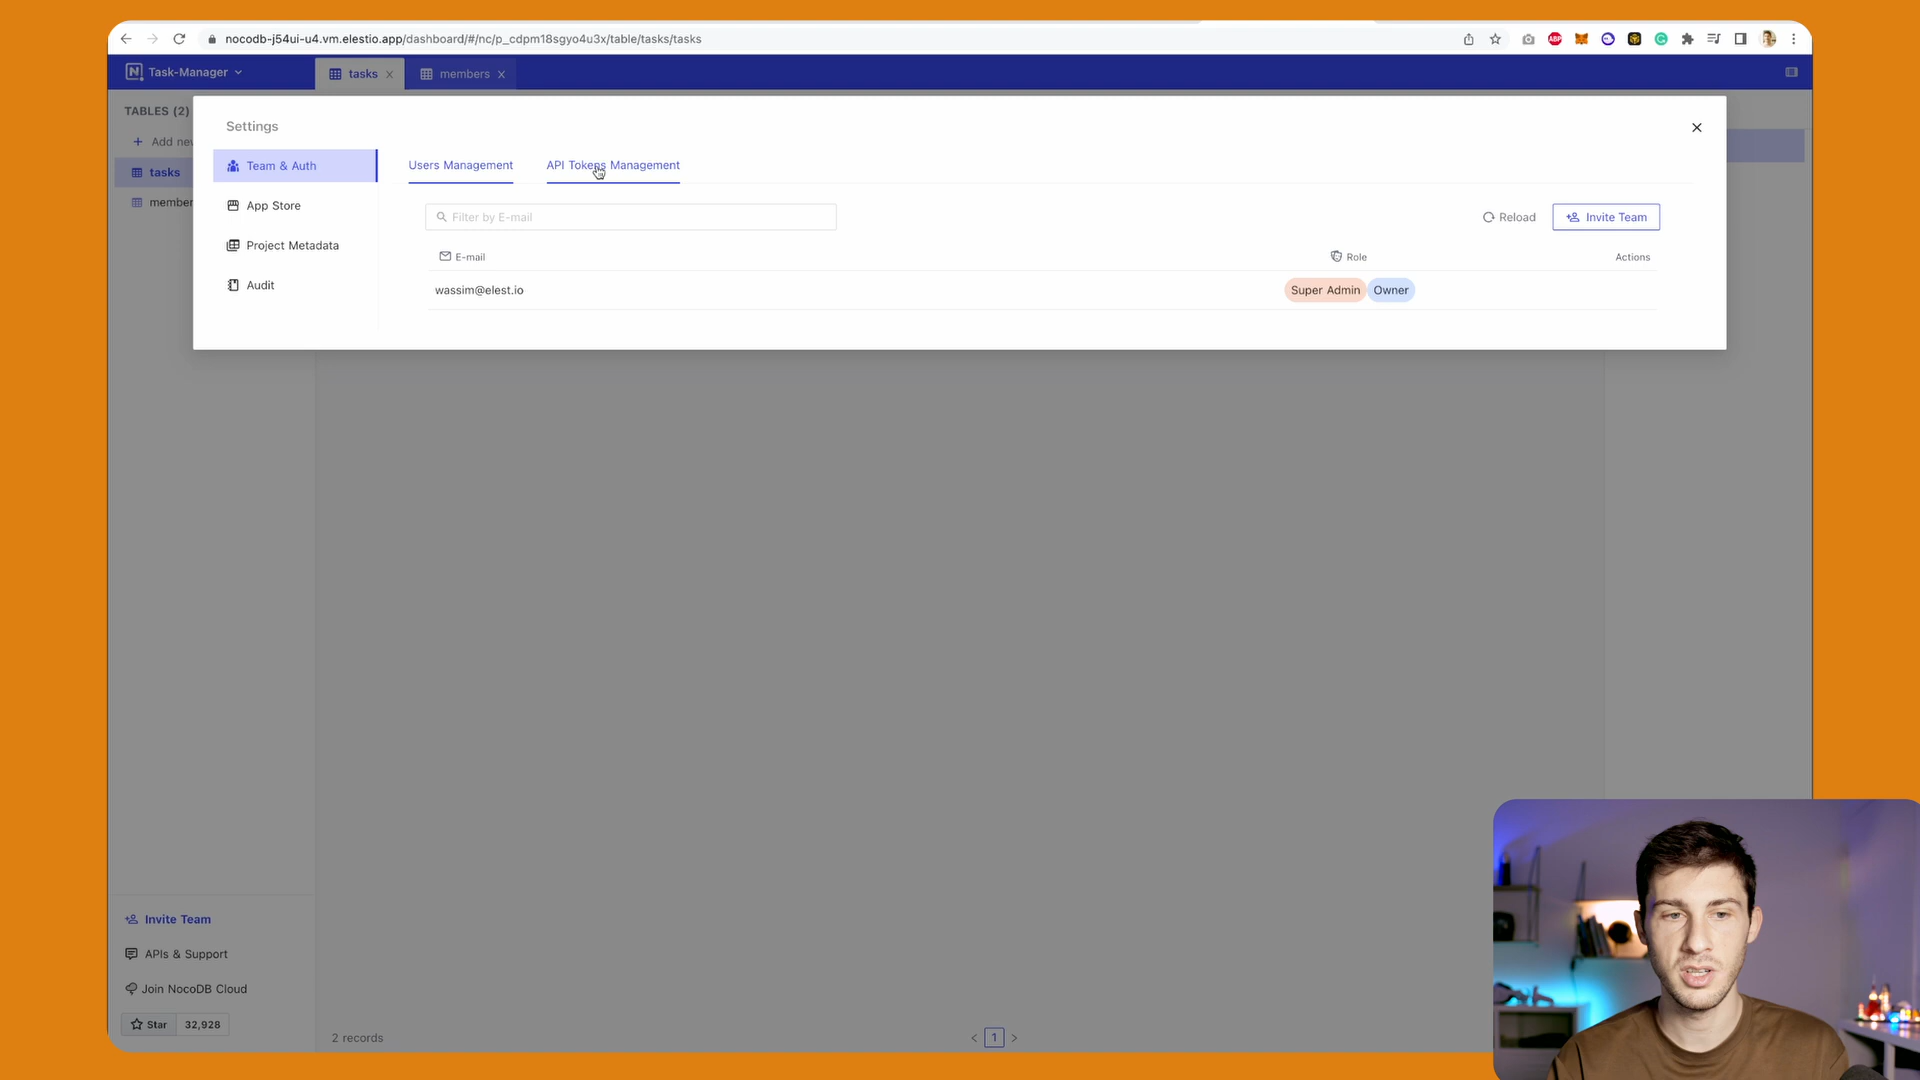 nocodb-j54ui-u4.vm.elestio.app/dashboard/#/nc/p_cdpm18sgyo4u3x/table/tasks/tasks
ABP
Task-Manager
tasks
members
TABLES (2)
Settings
Add nev
Team & Auth
Users Management
API Tokens Management
tasks
App Store
member
Filter by E-mail
Reload
Invite Team
Project Metadata
E-mail
Role
Actions
Audit
wassim@elest.io
Super Admin
Owner
Invite Team
APIs & Support
Join NocoDB Cloud
Star
32,928
2 records
1